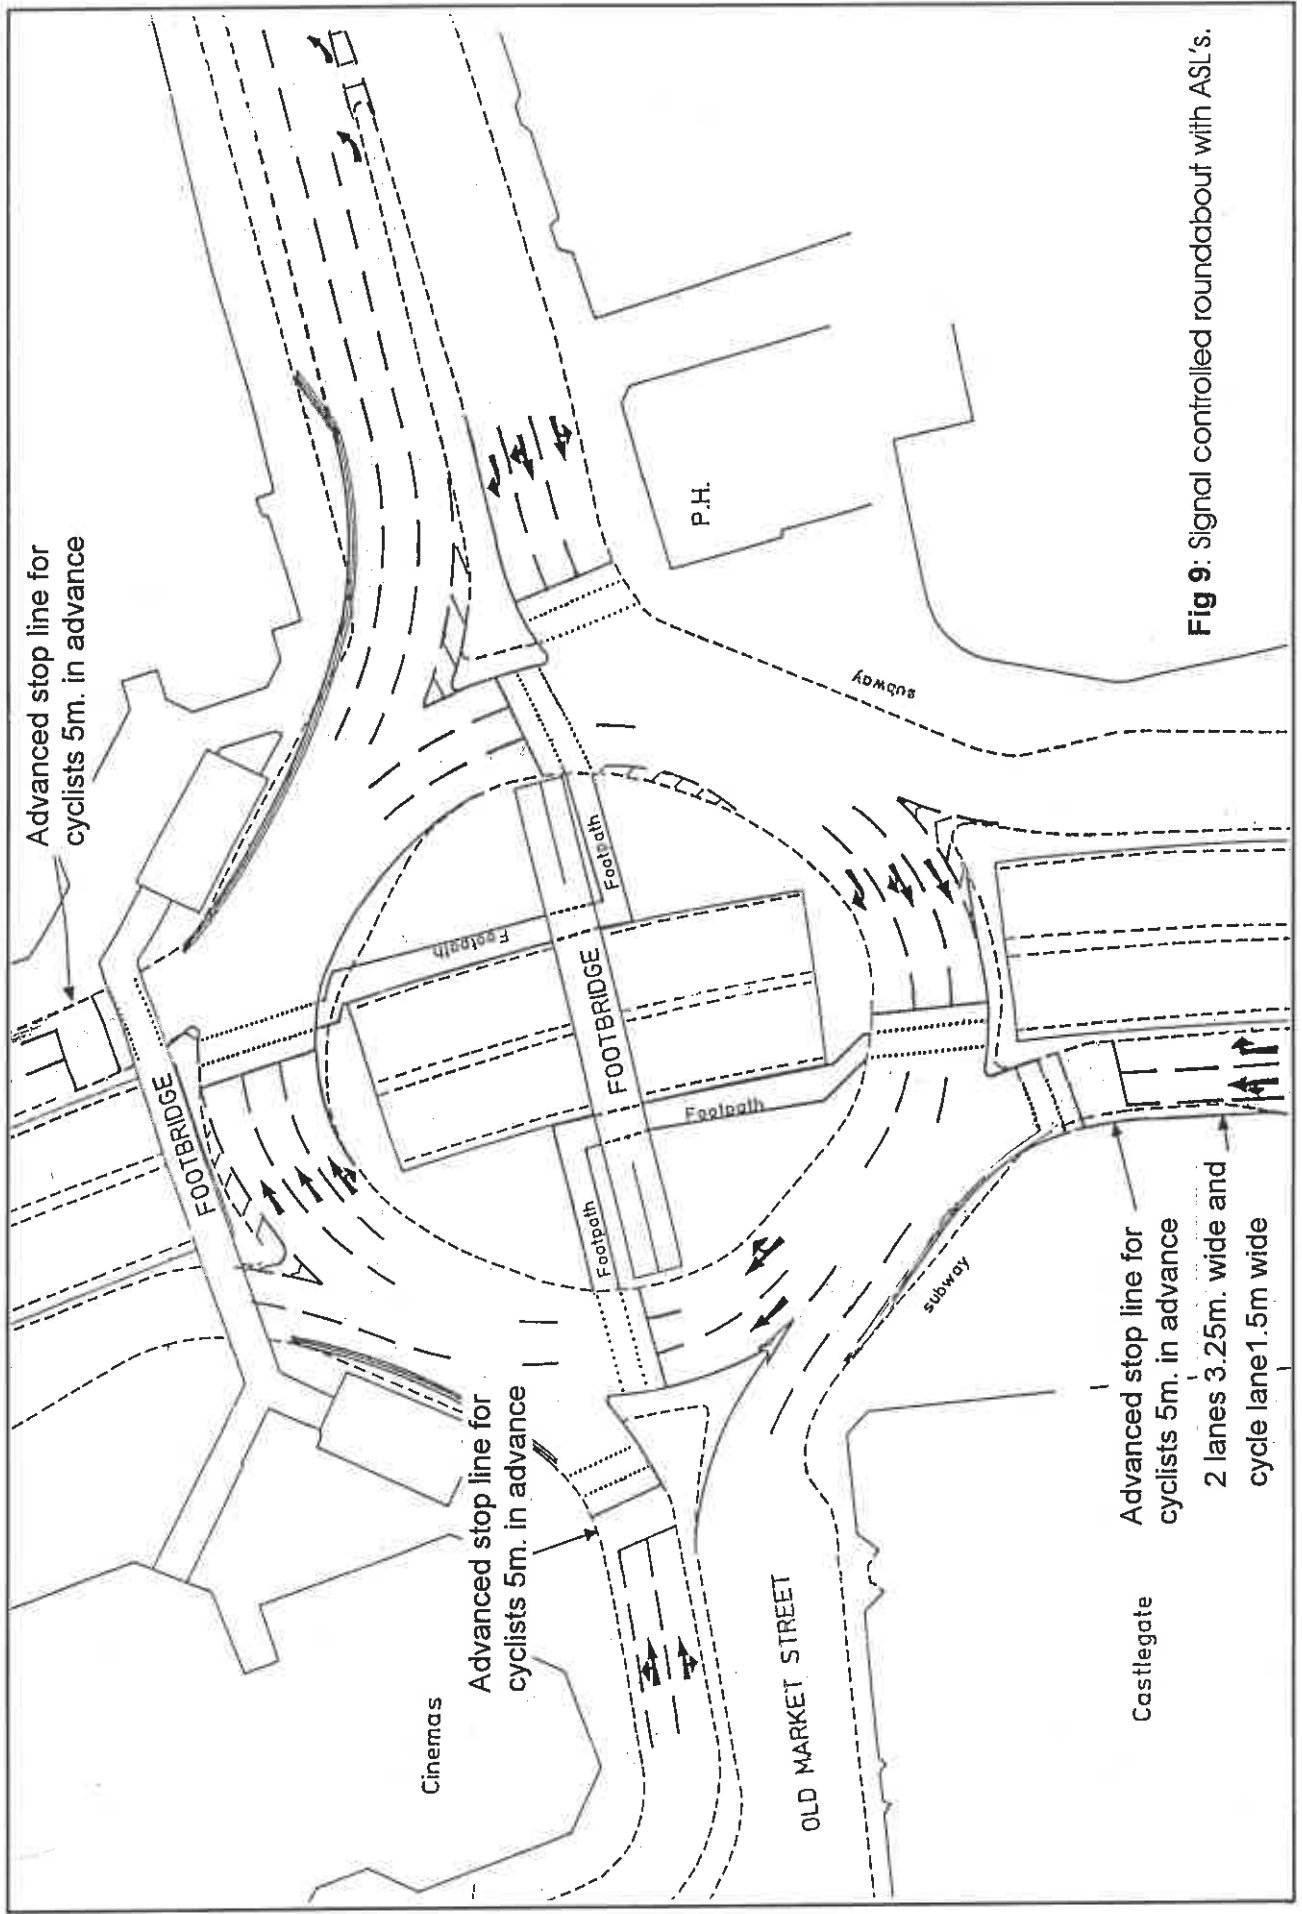 Advanced stop line for
cyclists 5m. in advance
FOOTBRIDGE
Footpath
Footpath
FOOTBRIDGE
Footpath
Footpath
P.H.
subway
Advanced stop line for
cyclists 5m. in advance
Cinemas
OLD MARKET STREET
subway
Castlegate
Advanced stop line for
cyclists 5m. in advance
2 lanes 3.25m. wide and
cycle lane1.5m wide
Fig 9: Signal controlled roundabout with ASL's.